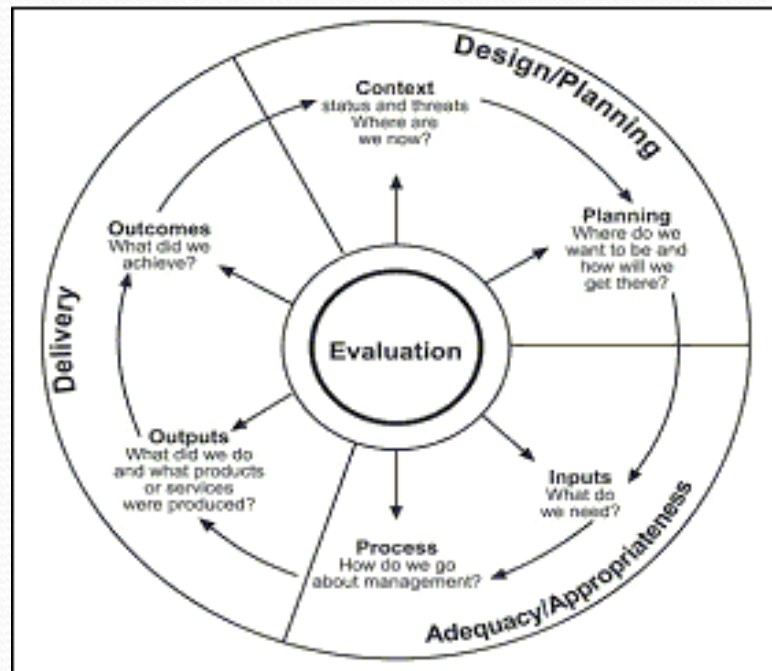 Design/Planning
Context
status and threats
Where are
we now?
Planning
Where do we
want to be and
how will we
get there?
Outcomes
What did we
achieve?
Delivery
Evaluation
Outputs
What did we do
and what products
or services
were produced?
Inputs
What do
we need?
Process
How do we go
about management?
Adequacy/Appropriateness